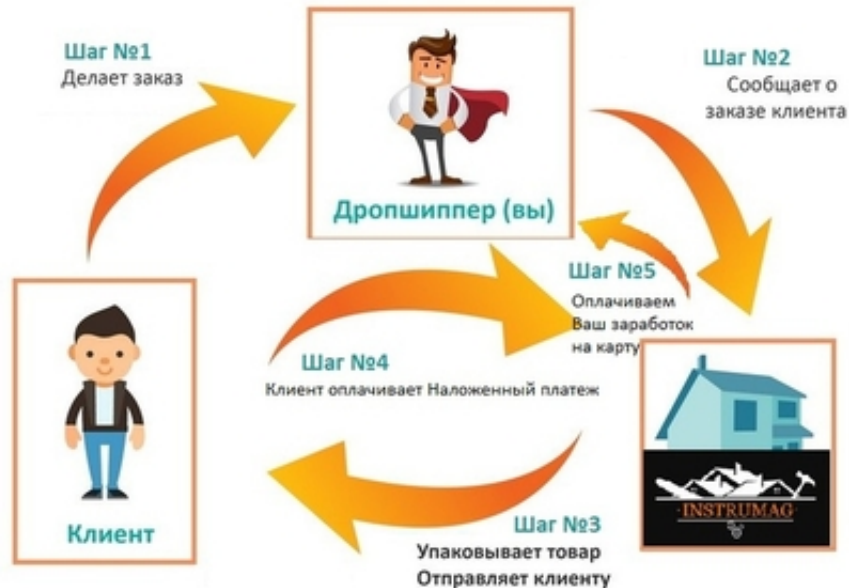 Шаг №1
Делает заказ
Дропшиппер (вы)
Шаг №2
Сообщает о
заказе клиента
Шаг №5
Оплачиваем
Ваш заработок
на карту
Шаг №4
Клиент оплачивает Наложенный платеж
Клиент
INSTRUMAG
Шаг №3
Упаковывает товар
Отправляет клиенту